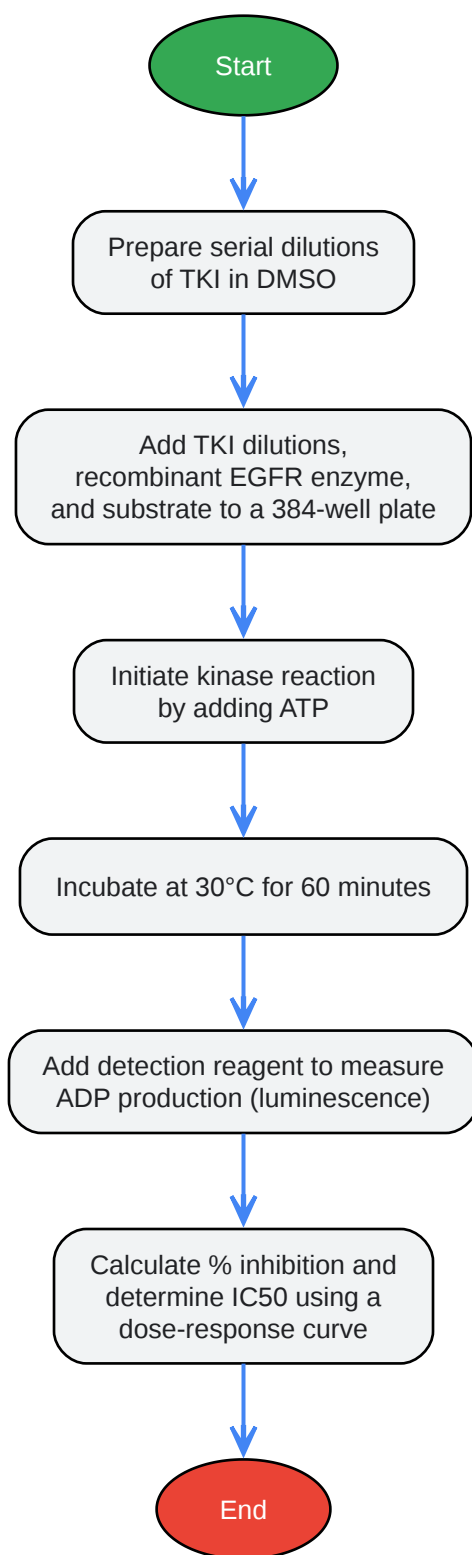 Start
Prepare serial dilutions
of TKI in DMSO
Add TKI dilutions,
recombinant EGFR enzyme,
and substrate to a 384-well plate
Initiate kinase reaction
by adding ATP
Incubate at 30°C for 60 minutes
Add detection reagent to measure
ADP production (luminescence)
Calculate % inhibition and
determine IC50 using a
dose-response curve
End